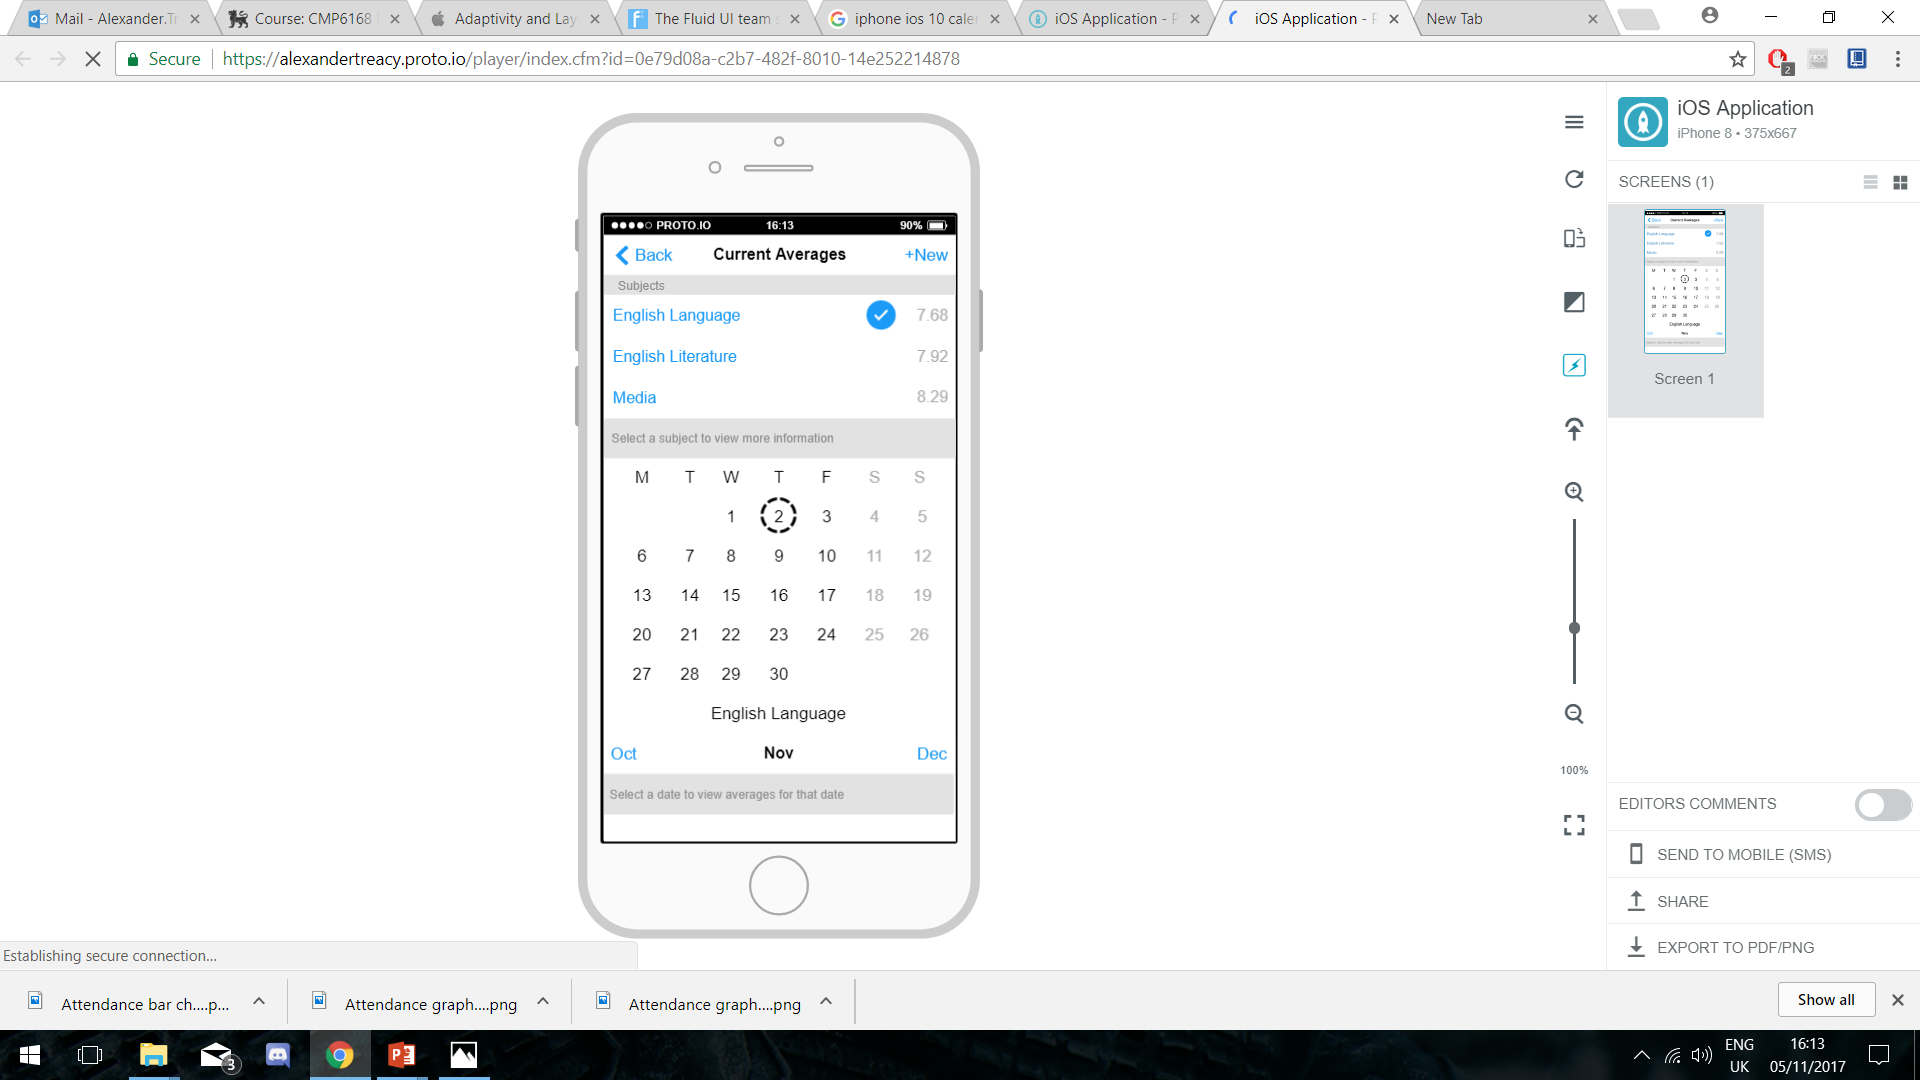 Mail - Alexander.Tr
Course: CMP6168
Adaptivity and Lay
The Fluid UI team
iphone ios 10 cale
iOS Application - P
iOS Application - P
New Tab
Secure https://alexandertreacy.proto.io/player/index.cfm?id=0e79d08a-c2b7-482f-8010-14e252214878
2
PROTO.IO 16:13 90%
Back Current Averages +New
Subjects
English Language 7.68
English Literature 7.92
Media 8.29
Select a subject to view more information
M T W T F S S
1 2 3 4 5
6 7 8 9 10 11 12
13 14 15 16 17 18 19
20 21 22 23 24 25 26
27 28 29 30
English Language
Oct Nov Dec
Select a date to view averages for that date
100%
iOS Application
iPhone 8 • 375x667
SCREENS (1)
Screen 1
EDITORS COMMENTS
SEND TO MOBILE (SMS)
SHARE
EXPORT TO PDF/PNG
Establishing secure connection...
Attendance bar ch....p...
Attendance graph....png
Attendance graph....png
Show all
3
ENG
UK
16:13
05/11/2017